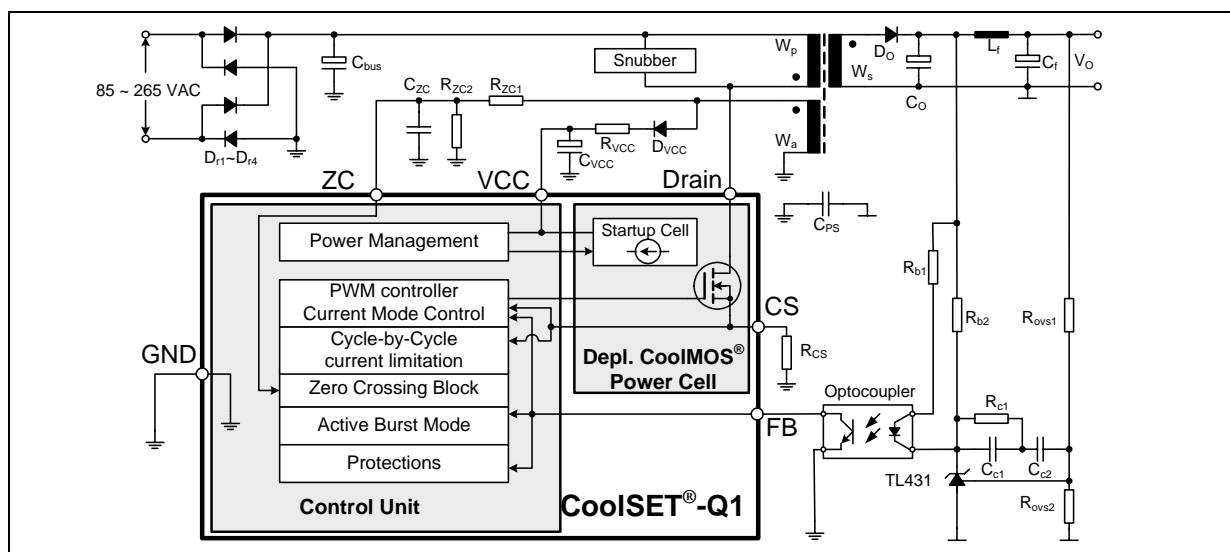 85 ~ 265 VAC
Dr1~Dr4
Cbus
Snubber
Wp
Ws
DO
CO
Lf
Cf
VO
CZC
RZC2
RZC1
CVCC
RVCC
DVCC
Wa
CPS
ZC
VCC
Drain
Power Management
Startup Cell
PWM controller
Current Mode Control
Cycle-by-Cycle
current limitation
Zero Crossing Block
Active Burst Mode
Protections
Control Unit
Depl. CoolMOS®
Power Cell
CoolSET®-Q1
GND
CS
RCS
FB
Optocoupler
Rb1
Rb2
Rovs1
Rc1
Cc1
Cc2
TL431
Rovs2